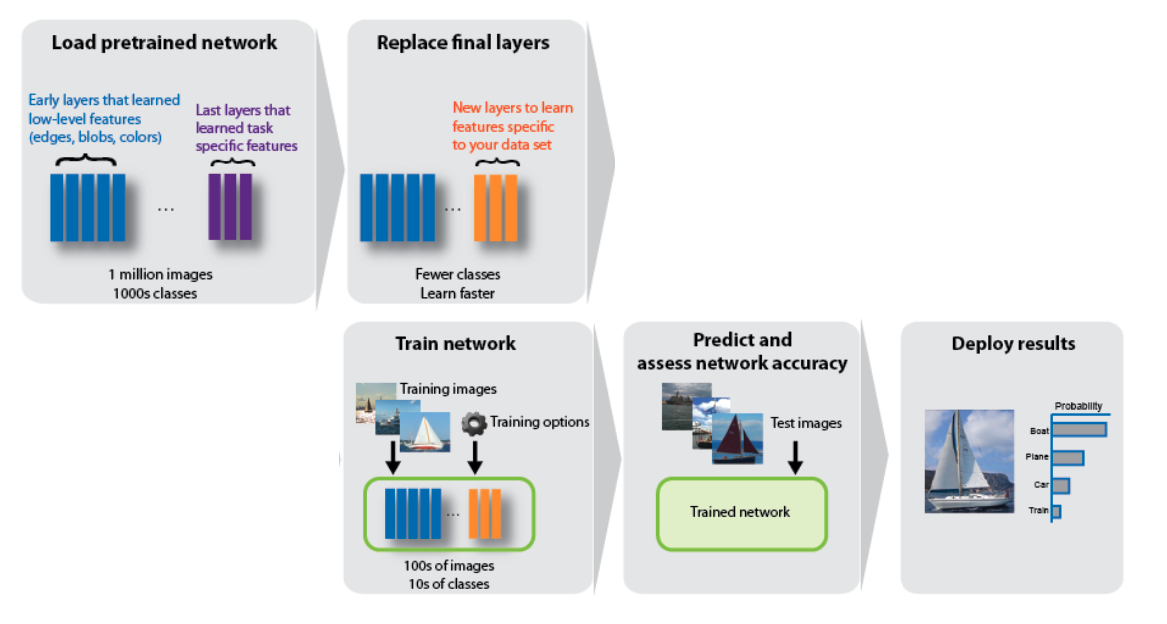 Load pretrained network
Early layers that learned
low-level features
(edges, blobs, colors)
Last layers that
learned task
specific features
...
1 million images
1000s classes
Replace final layers
New layers to learn
features specific
to your data set
...
Fewer classes
Learn faster
Train network
Training images
Training options
...
100s of images
10s of classes
Predict and
assess network accuracy
Test images
Trained network
Deploy results
Probability
Boat
Plane
Car
Train